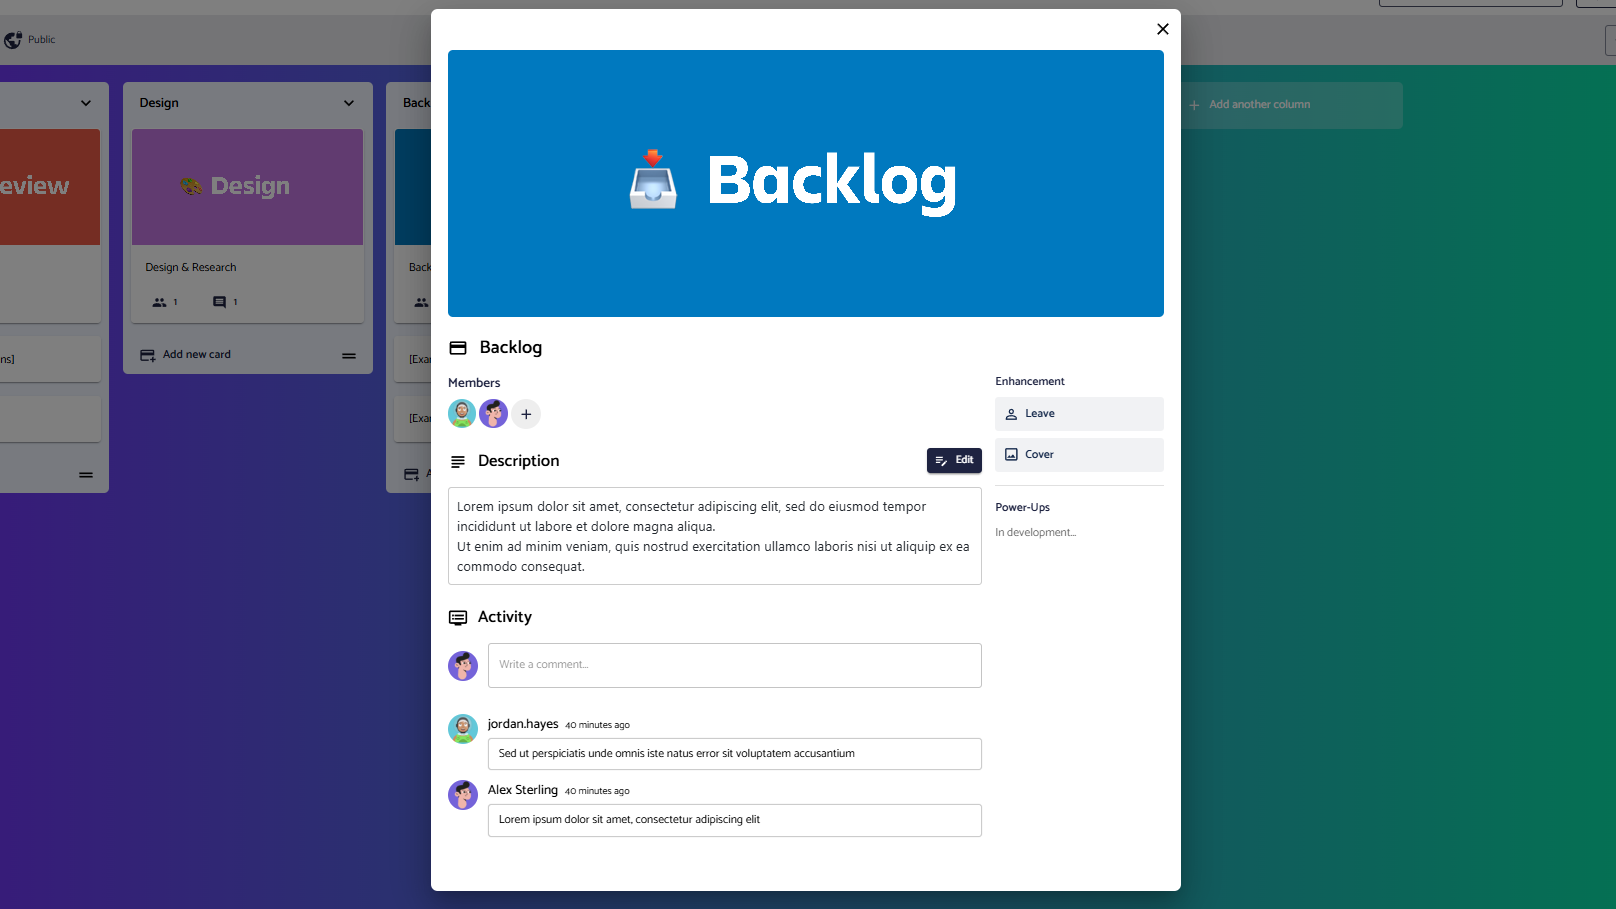 Public
Add another column
Design
eview
Design
Design & Research
1
1
ns]
Add new card
Back
Back
[Exa
[Exa
A
Backlog
Backlog
Members
Description
Edit
Lorem ipsum dolor sit amet, consectetur adipiscing elit, sed do eiusmod tempor
incididunt ut labore et dolore magna aliqua.
Ut enim ad minim veniam, quis nostrud exercitation ullamco laboris nisi ut aliquip ex ea
commodo consequat.
Activity
Write a comment...
jordan.hayes 40 minutes ago
Sed ut perspiciatis unde omnis iste natus error sit voluptatem accusantium
Alex Sterling 40 minutes ago
Lorem ipsum dolor sit amet, consectetur adipiscing elit
Enhancement
Leave
Cover
Power-Ups
In development...